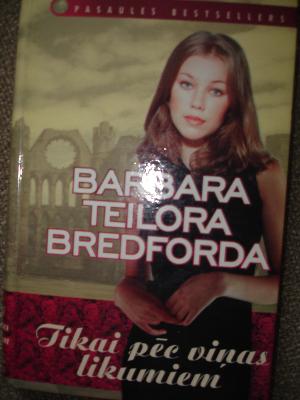 PASAULES BESTSELLERS
BARBARA
TEILORA
BREDFORDA
Tikai pēc viņas
likumiem